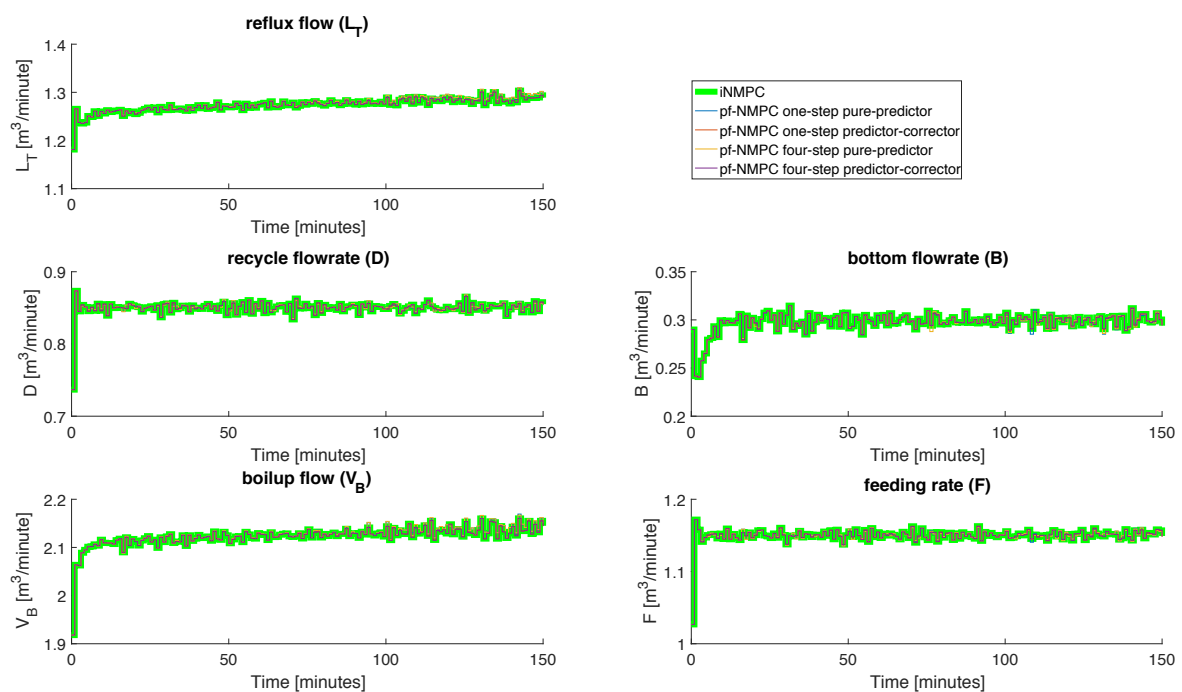 reflux flow (L_T)
1.4
1.3
1.2
1.1
L_T [m^3/minute]
0
50
100
150
Time [minutes]
iNMPC
pf-NMPC one-step pure-predictor
pf-NMPC one-step predictor-corrector
pf-NMPC four-step pure-predictor
pf-NMPC four-step predictor-corrector
recycle flowrate (D)
0.9
0.8
0.7
D [m^3/minute]
0
50
100
150
Time [minutes]
bottom flowrate (B)
0.35
0.3
0.25
0.2
B [m^3/minute]
0
50
100
150
Time [minutes]
boilup flow (V_B)
2.2
2.1
2
1.9
V_B [m^3/minute]
0
50
100
150
Time [minutes]
feeding rate (F)
1.2
1.1
1
F [m^3/minute]
0
50
100
150
Time [minutes]